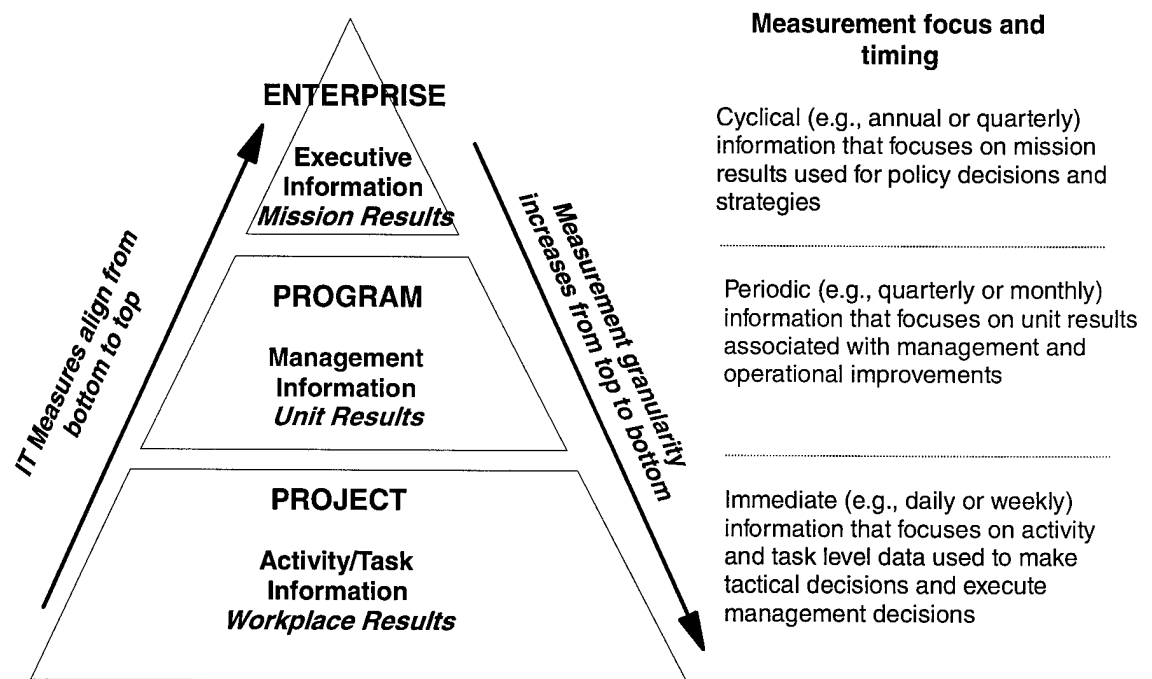 Measurement focus and
timing
ENTERPRISE
Executive
Information
Mission Results
Cyclical (e.g., annual or quarterly)
information that focuses on mission
results used for policy decisions and
strategies
IT Measures align from
bottom to top
Measurement granularity
increases from top to bottom
PROGRAM
Management
Information
Unit Results
Periodic (e.g., quarterly or monthly)
information that focuses on unit results
associated with management and
operational improvements
PROJECT
Activity/Task
Information
Workplace Results
Immediate (e.g., daily or weekly)
information that focuses on activity
and task level data used to make
tactical decisions and execute
management decisions